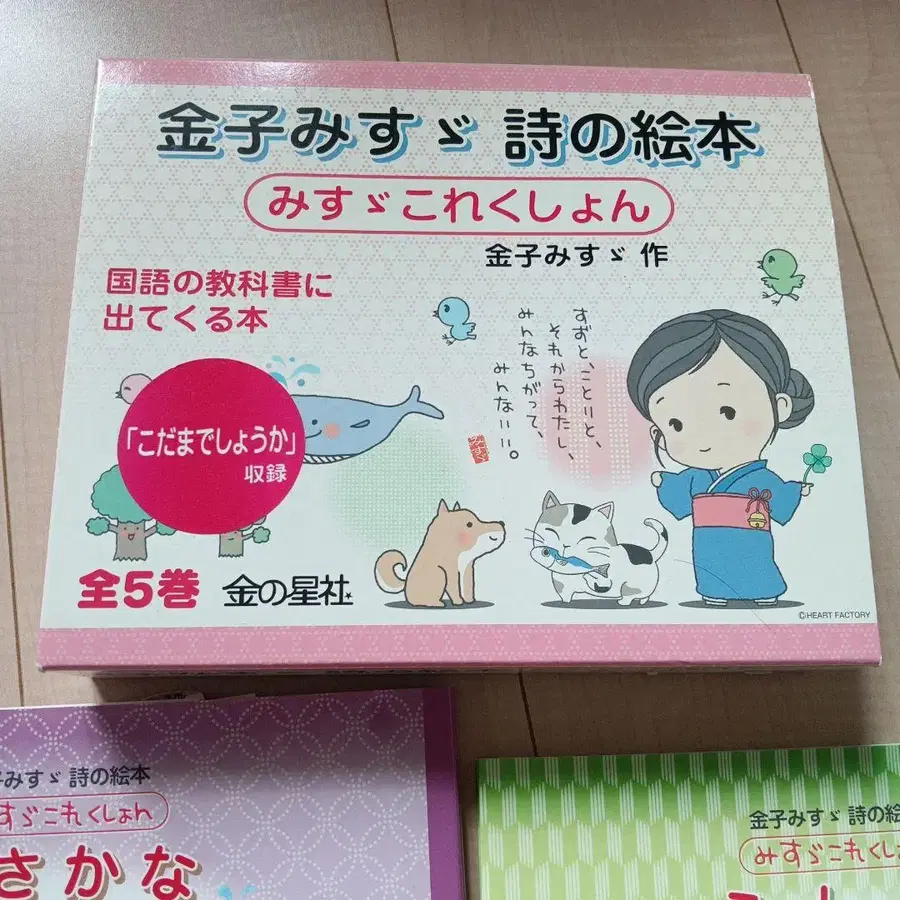 金子みすゞ 詩の絵本
みすゞこれくしょん
金子みすゞ 作
国語の教科書に
出てくる本
すずと、ことりと、
それからわたし、
みんなちがって、
みんないい。
「こだまでしょうか」
収録
全5巻 金の星社
©HEART FACTORY
みすゞ 詩の絵本
すゞこれくしょん
さかな
金子みすゞ 詩の絵
みすゞこれくしょ